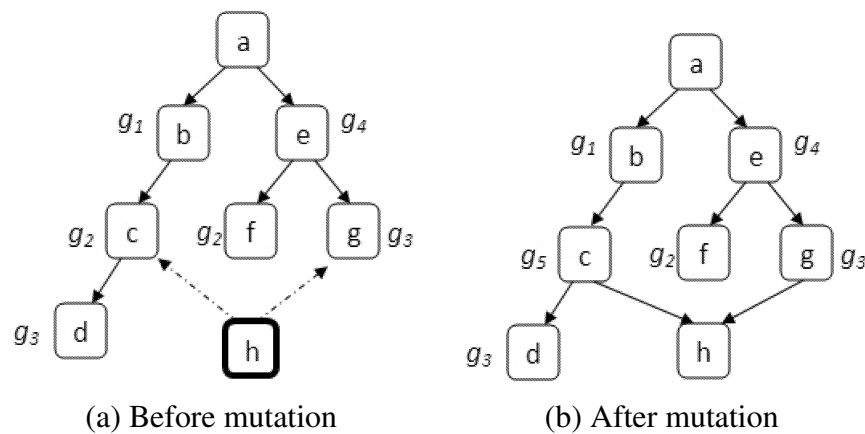 a
g₁ b e g₄
g₂ c g₂ f g g₃
g₃ d h
(a) Before mutation
a
g₁ b e g₄
g₅ c g₂ f g g₃
g₃ d h
(b) After mutation